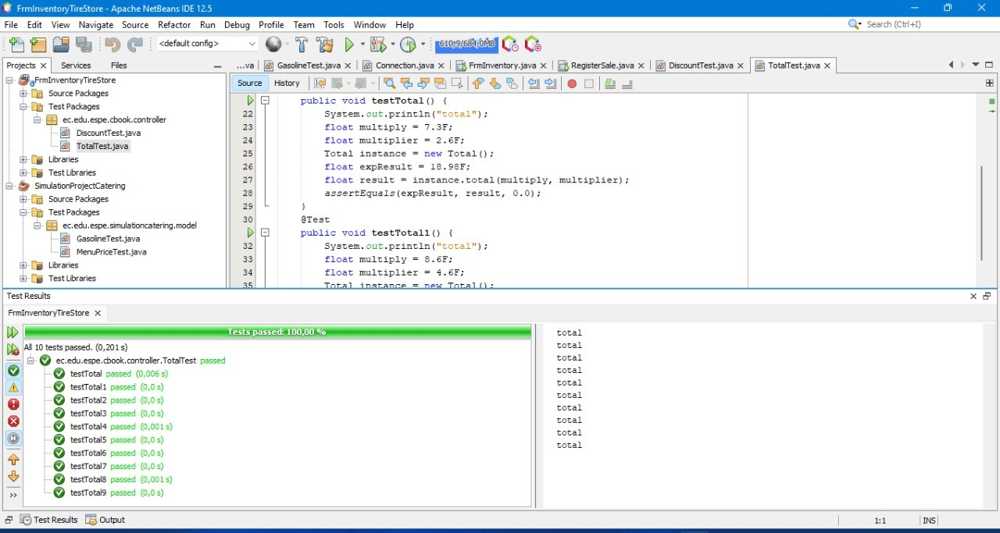 FrmInventoryTireStore - Apache NetBeans IDE 12.5
File Edit View Navigate Source Refactor Run Debug Profile Team Tools Window Help
Search (Ctrl+I)
<default config>
610,9/684,0MB
Projects Services Files
...va GasolineTest.java Connection.java FrmInventory.java RegisterSale.java DiscountTest.java TotalTest.java
Source History
FrmInventoryTireStore
Source Packages
Test Packages
ec.edu.espe.cbook.controller
DiscountTest.java
TotalTest.java
Libraries
Test Libraries
SimulationProjectCatering
Source Packages
Test Packages
ec.edu.espe.simulationcatering.model
GasolineTest.java
MenuPriceTest.java
Libraries
Test Libraries
public void testTotal() {
22 System.out.println("total");
23 float multiply = 7.3F;
24 float multiplier = 2.6F;
25 Total instance = new Total();
26 float expResult = 18.98F;
27 float result = instance.total(multiply, multiplier);
28 assertEquals(expResult, result, 0.0);
29 }
30 @Test
public void testTotal1() {
32 System.out.println("total");
33 float multiply = 8.6F;
34 float multiplier = 4.6F;
35 Total instance = new Total();
Test Results
FrmInventoryTireStore
Tests passed: 100,00 %
All 10 tests passed. (0,201 s)
ec.edu.espe.cbook.controller.TotalTest passed
testTotal passed (0,006 s)
testTotal1 passed (0,0 s)
testTotal2 passed (0,0 s)
testTotal3 passed (0,0 s)
testTotal4 passed (0,001 s)
testTotal5 passed (0,0 s)
testTotal6 passed (0,0 s)
testTotal7 passed (0,0 s)
testTotal8 passed (0,001 s)
testTotal9 passed (0,0 s)
total
total
total
total
total
total
total
total
total
total
Test Results Output
1:1 INS